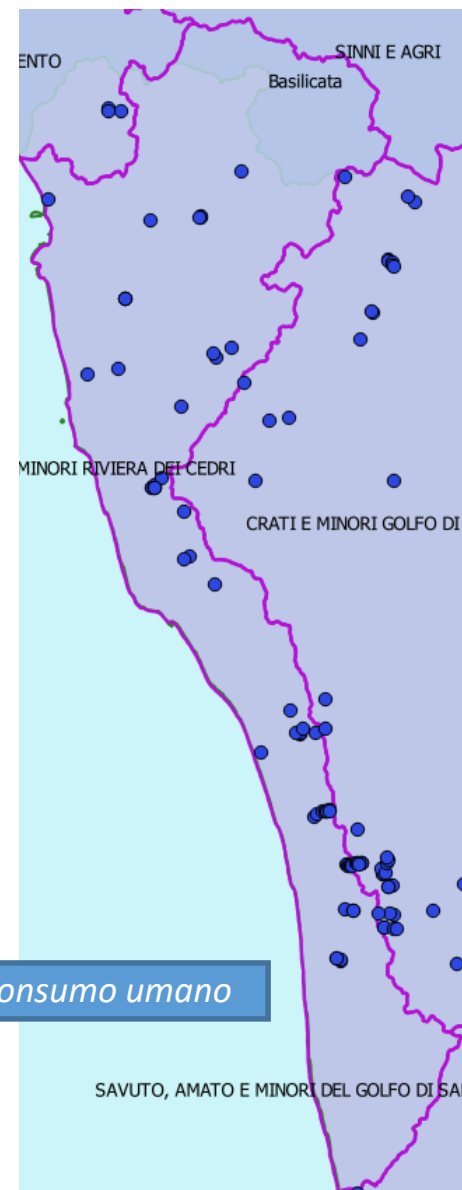 ENTO
SINNI E AGRI
Basilicata
MINORI RIVIERA DEI CEDRI
CRATI E MINORI GOLFO DI
onsumo umano
SAVUTO, AMATO E MINORI DEL GOLFO DI SA